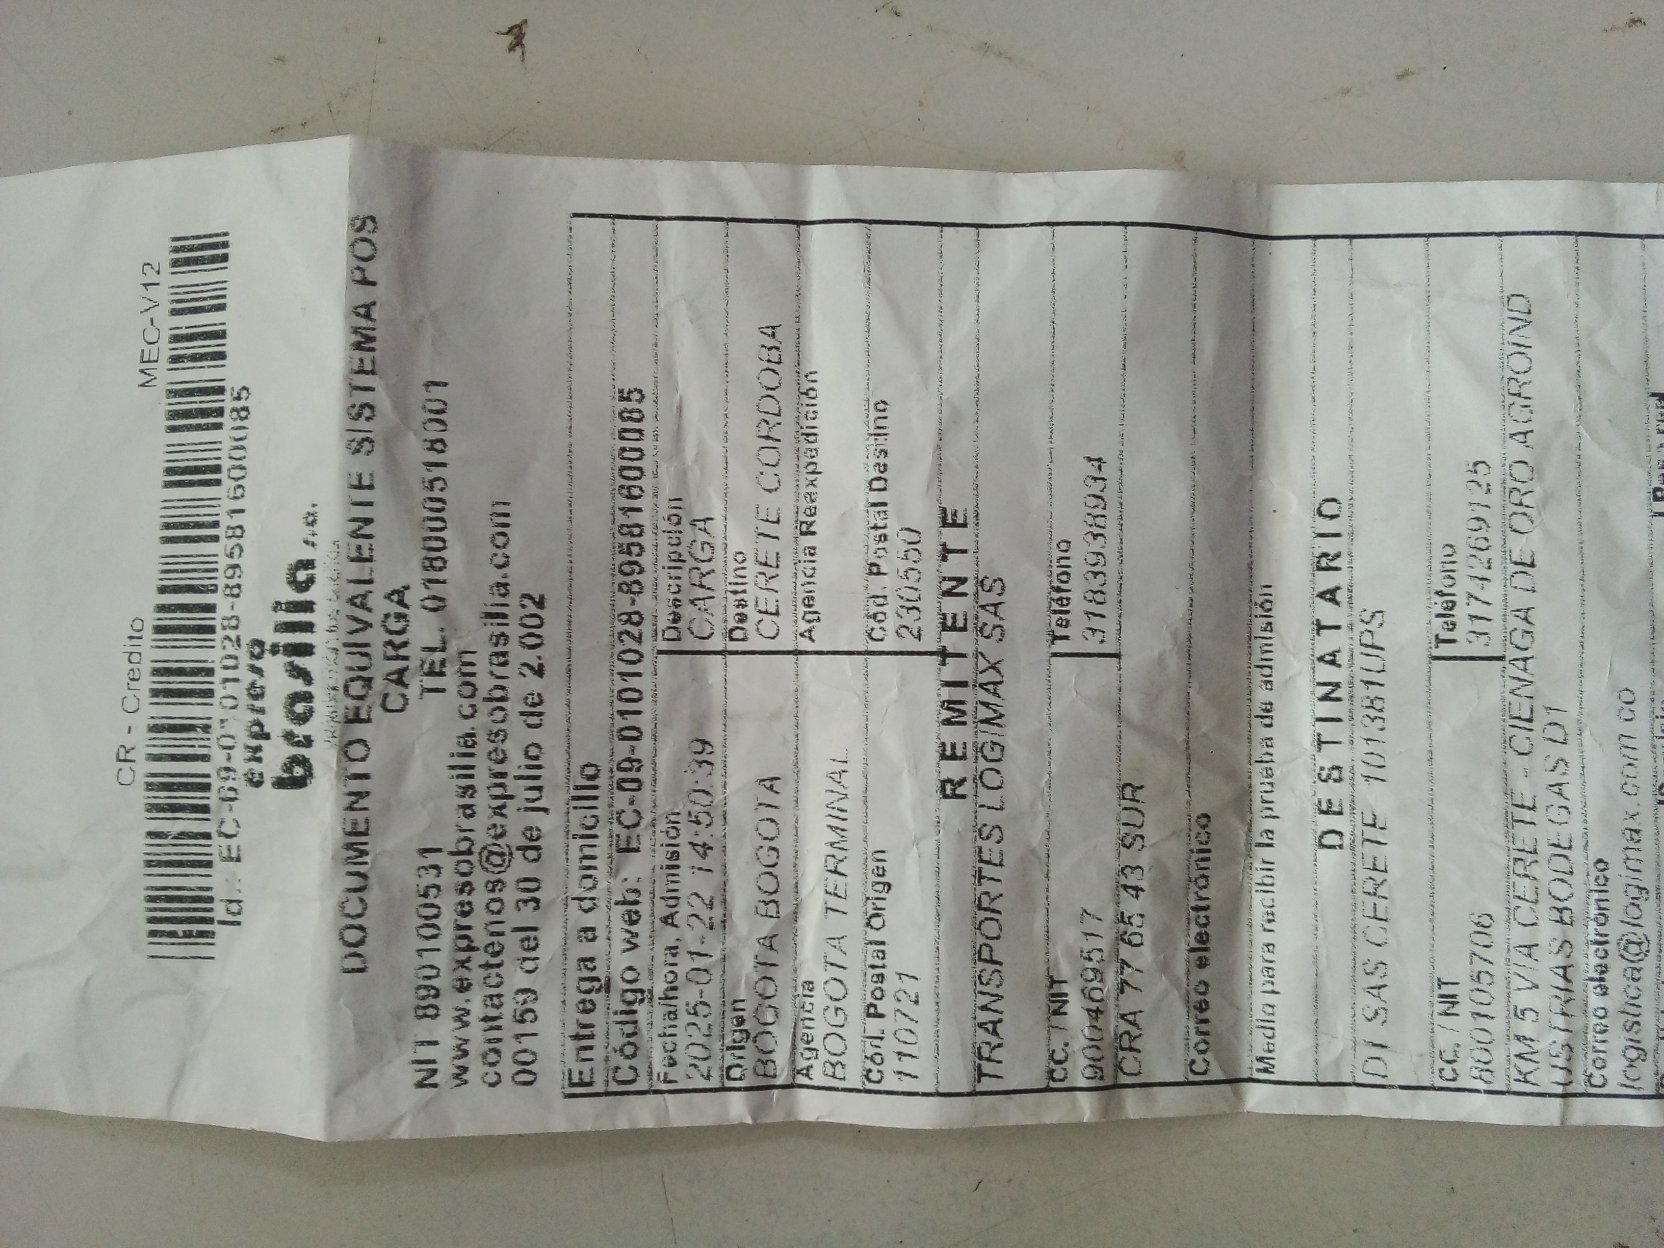 CR - Credito MEC-V12
Id.: EC-69-0101028-89581600085
expreso
brasilia s.a.
DOCUMENTO EQUIVALENTE SISTEMA POS
CARGA
NIT 890100531 TEL. 018000518001
www.expresobrasilia.com
contactenos@expresobrasilia.com
00159 del 30 de julio de 2.002
Entrega a domicilio
Código web: EC-09-0101028-89581600085
Fecha/hora, Admisión Descripción
2025-01-22 14:50:39 CARGA
Origen Destino
BOGOTA BOGOTA CERETE CORDOBA
Agencia Agencia Reexpedición
BOGOTA TERMINAL
Cód. Postal Origen Cód. Postal Destino
110721 230550
REMITENTE
TRANSPORTES LOGIMAX SAS
CC. / NIT Teléfono
900469517 3183938934
CRA 77 65 43 SUR
Correo electrónico
Medio para recibir la prueba de admisión
DESTINATARIO
D1 SAS CERETE 101381UPS
CC. / NIT Teléfono
800105706 3174269125
KM 5 VIA CERETE - CIENAGA DE ORO AGROIND
USTRIAS BODEGAS D1
Correo electrónico
logistica@logimax.com.co